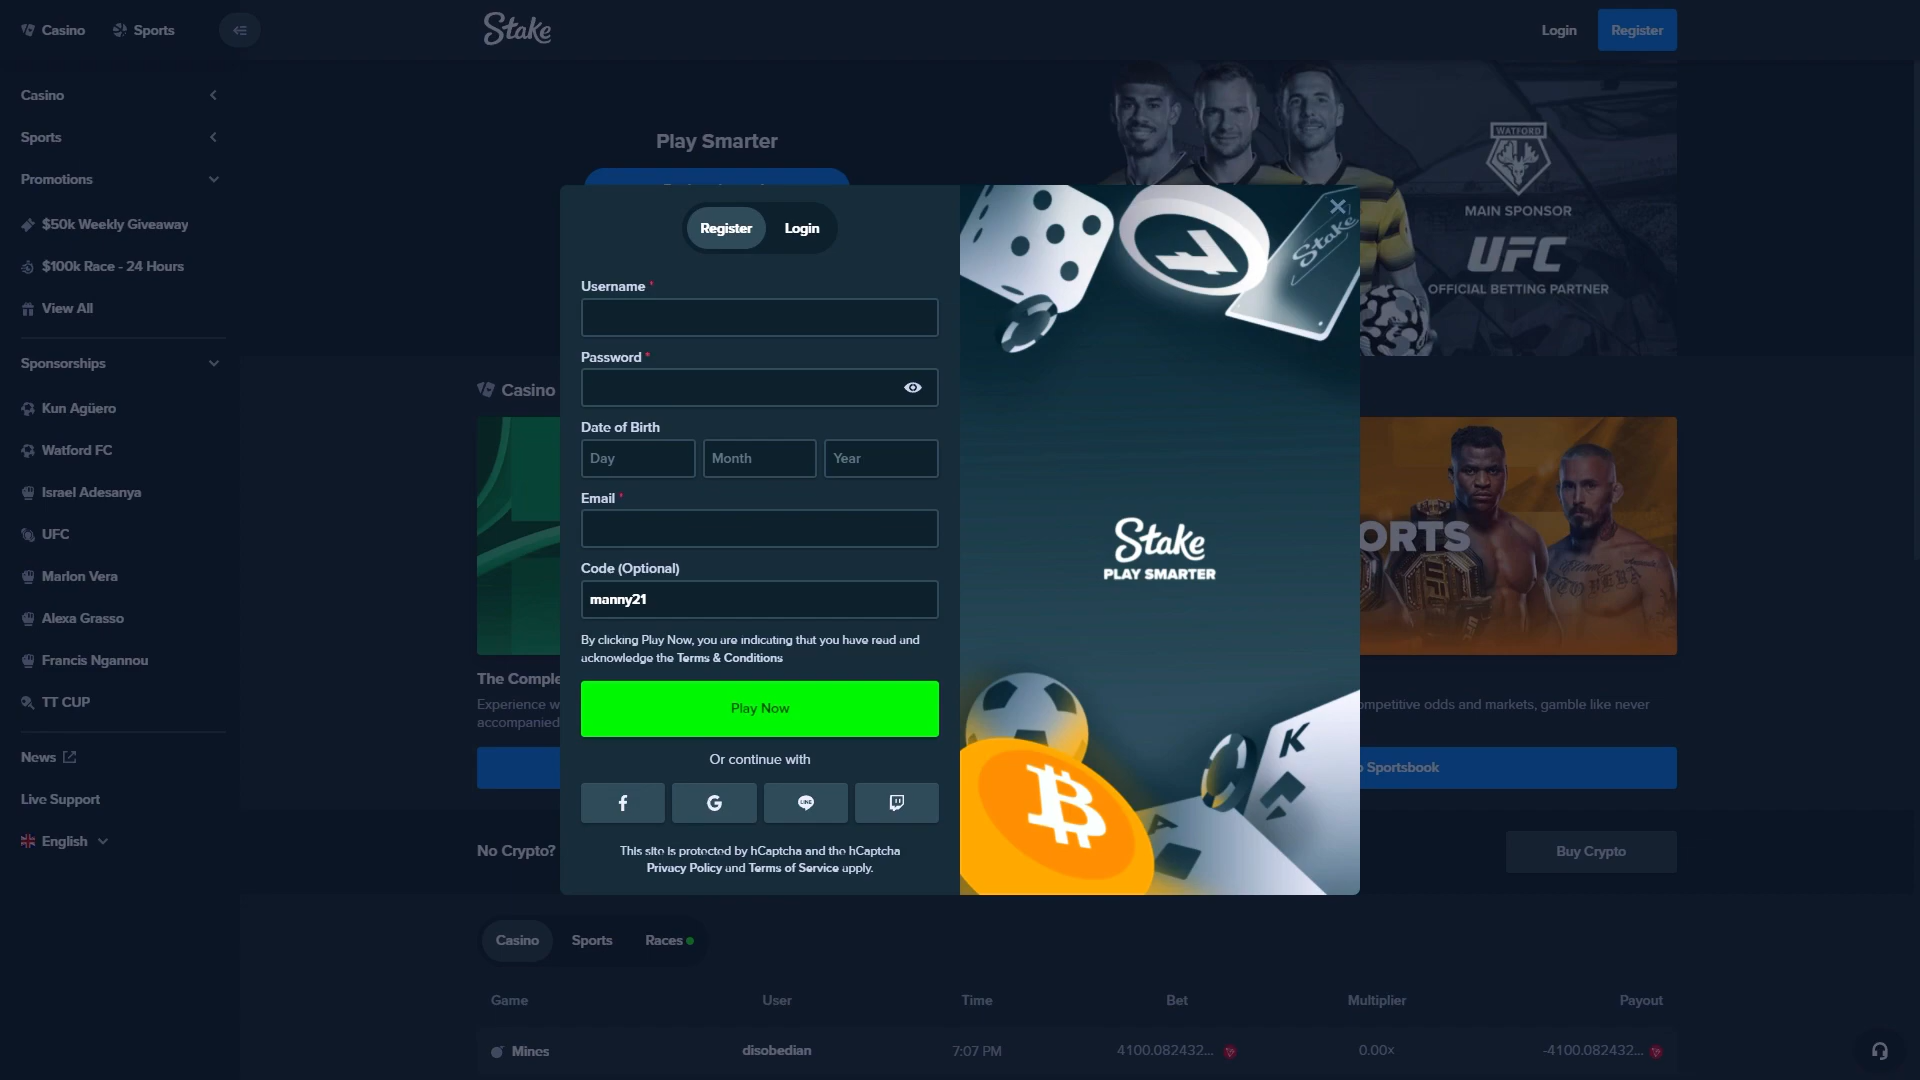 Casino
Sports
Stake
Login
Register
Casino
Sports
Promotions
$50k Weekly Giveaway
$100k Race - 24 Hours
View All
Sponsorships
Kun Agüero
Watford FC
Israel Adesanya
UFC
Marlon Vera
Alexa Grasso
Francis Ngannou
TT CUP
News
Live Support
English
Play Smarter
WATFORD
MAIN SPONSOR
UFC
OFFICIAL BETTING PARTNER
Casino
ORTS
The Comple
Experience w
accompanied
ompetitive odds and markets, gamble like never
Sportsbook
No Crypto?
Buy Crypto
Register
Login
Username *
Password *
Date of Birth
Day
Month
Year
Email *
Code (Optional)
manny21
By clicking Play Now, you are indicating that you have read and
acknowledge the Terms & Conditions
Play Now
Or continue with
LINE
This site is protected by hCaptcha and the hCaptcha
Privacy Policy and Terms of Service apply.
Stake
Stake
PLAY SMARTER
K
A
Casino
Sports
Races
Game
User
Time
Bet
Multiplier
Payout
Mines
disobedian
7:07 PM
4100.082432...
0.00×
-4100.082432...